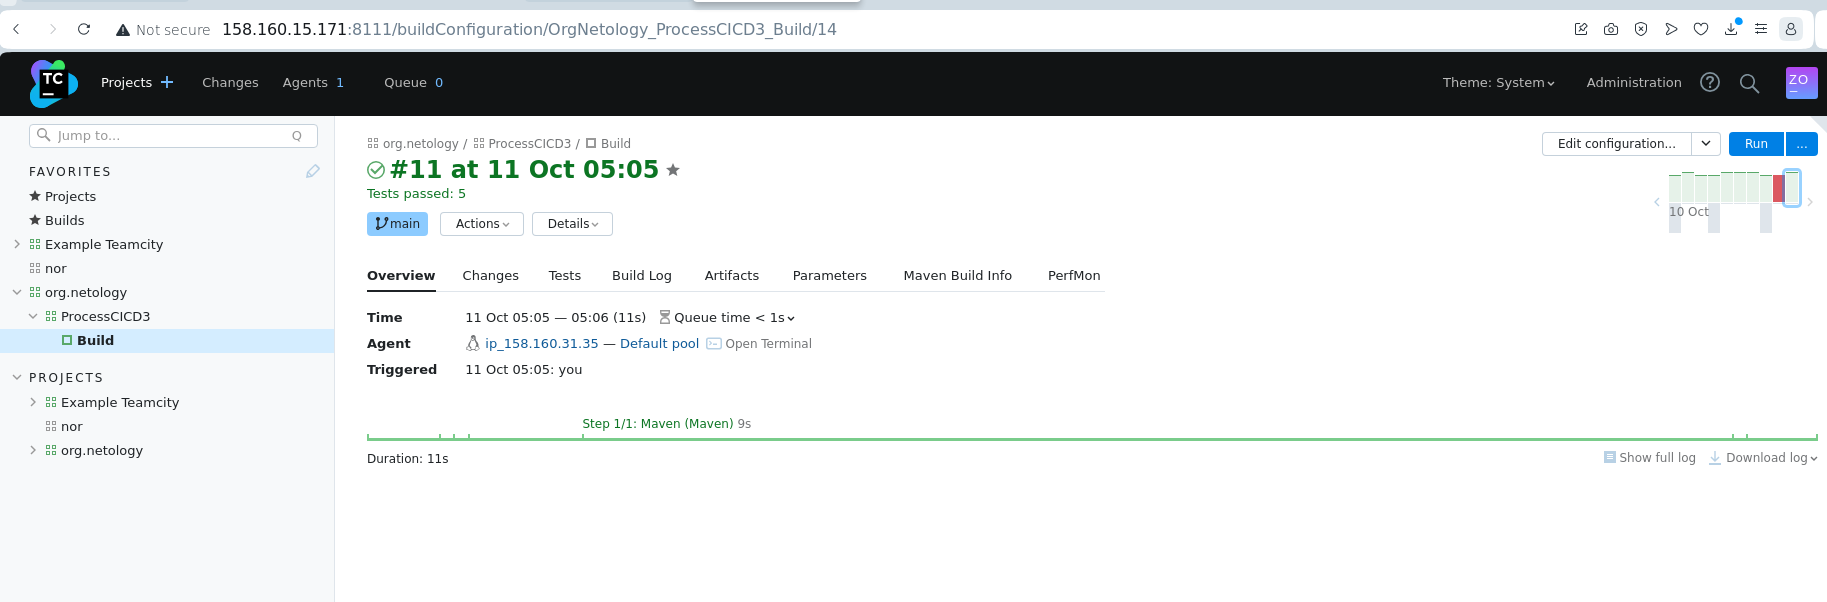 Not secure 158.160.15.171:8111/buildConfiguration/OrgNetology_ProcessCICD3_Build/14
TC
Projects Changes Agents 1 Queue 0 Theme: System Administration ZO
Jump to... Q
FAVORITES
Projects
Builds
Example Teamcity
nor
org.netology
ProcessCICD3
Build
PROJECTS
Example Teamcity
nor
org.netology
org.netology / ProcessCICD3 / Build
Edit configuration... Run ...
#11 at 11 Oct 05:05
Tests passed: 5
10 Oct
main Actions Details
Overview Changes Tests Build Log Artifacts Parameters Maven Build Info PerfMon
Time 11 Oct 05:05 — 05:06 (11s) Queue time < 1s
Agent ip_158.160.31.35 — Default pool Open Terminal
Triggered 11 Oct 05:05: you
Step 1/1: Maven (Maven) 9s
Duration: 11s Show full log Download log